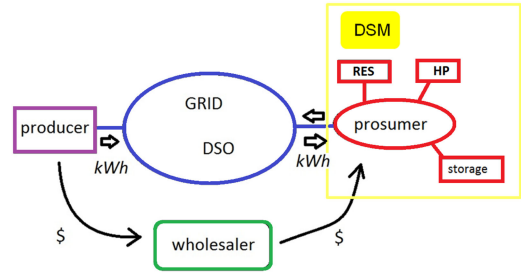 DSM
RES
HP
GRID
producer
prosumer
DSO
kWh
kWh
storage
$
wholesaler
$